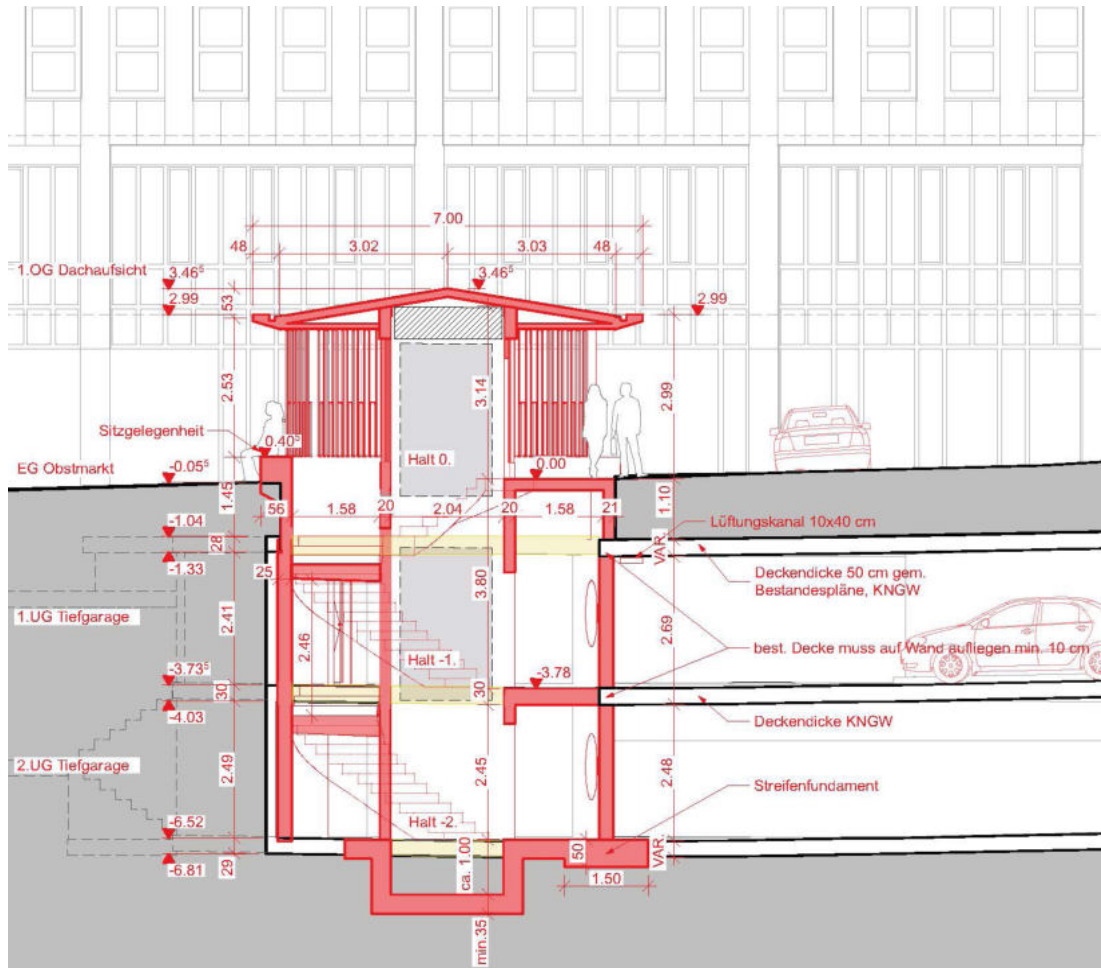 7.00
48
3.02
3.03
48
1.OG Dachaufsicht
3.46⁵
3.46⁵
2.99
2.99
53
2.53
3.14
2.99
Sitzgelegenheit
0.40⁵
Halt 0.
EG Obstmarkt
-0.05⁵
0.00
1.45
1.10
56
1.58
20
2.04
20
1.58
21
Lüftungskanal 10x40 cm
-1.04
28
VAR.
-1.33
Deckendicke 50 cm gem.
Bestandespläne, KNGW
25
3.80
1.UG Tiefgarage
2.41
2.46
2.69
best. Decke muss auf Wand aufliegen min. 10 cm
Halt -1.
-3.73⁵
-3.78
30
30
-4.03
Deckendicke KNGW
2.UG Tiefgarage
2.49
2.45
2.48
Streifenfundament
-6.52
Halt -2.
29
-6.81
ca. 1.00
50
VAR.
1.50
min.35